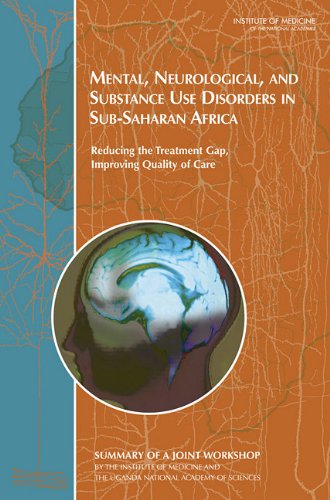 INSTITUTE OF MEDICINE
OF THE NATIONAL ACADEMIES
MENTAL, NEUROLOGICAL, AND
SUBSTANCE USE DISORDERS IN
SUB-SAHARAN AFRICA
Reducing the Treatment Gap,
Improving Quality of Care
SUMMARY OF A JOINT WORKSHOP
BY THE INSTITUTE OF MEDICINE AND
THE UGANDA NATIONAL ACADEMY OF SCIENCES